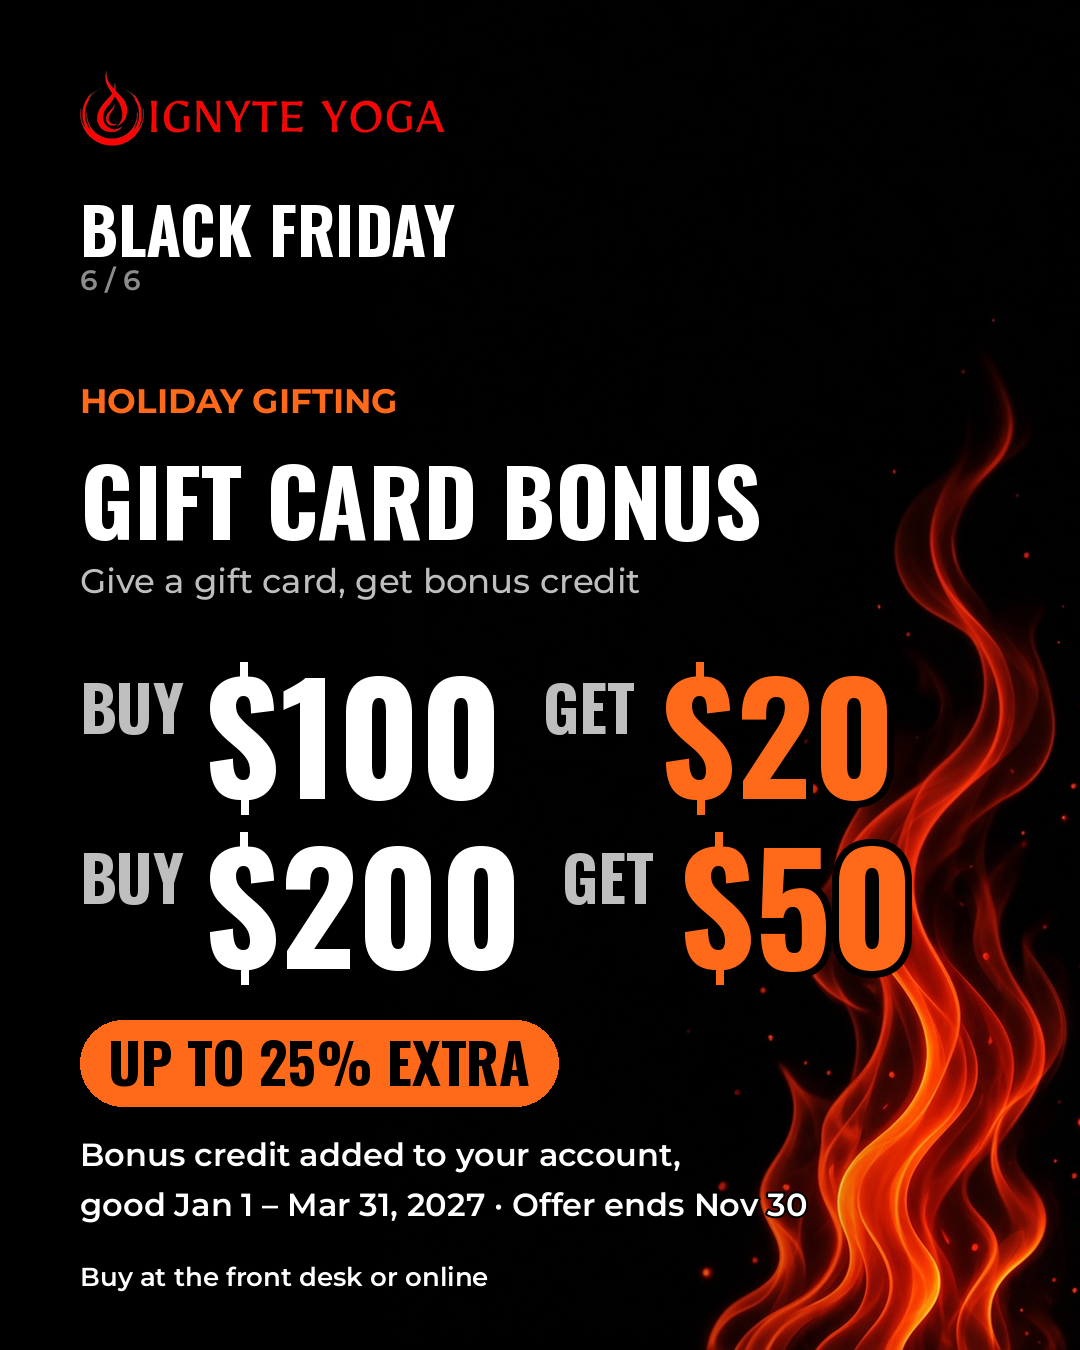 IGNYTE YOGA
BLACK FRIDAY
6 / 6
HOLIDAY GIFTING
GIFT CARD BONUS
Give a gift card, get bonus credit
BUY $100 GET $20
BUY $200 GET $50
UP TO 25% EXTRA
Bonus credit added to your account,
good Jan 1 – Mar 31, 2027 · Offer ends Nov 30
Buy at the front desk or online